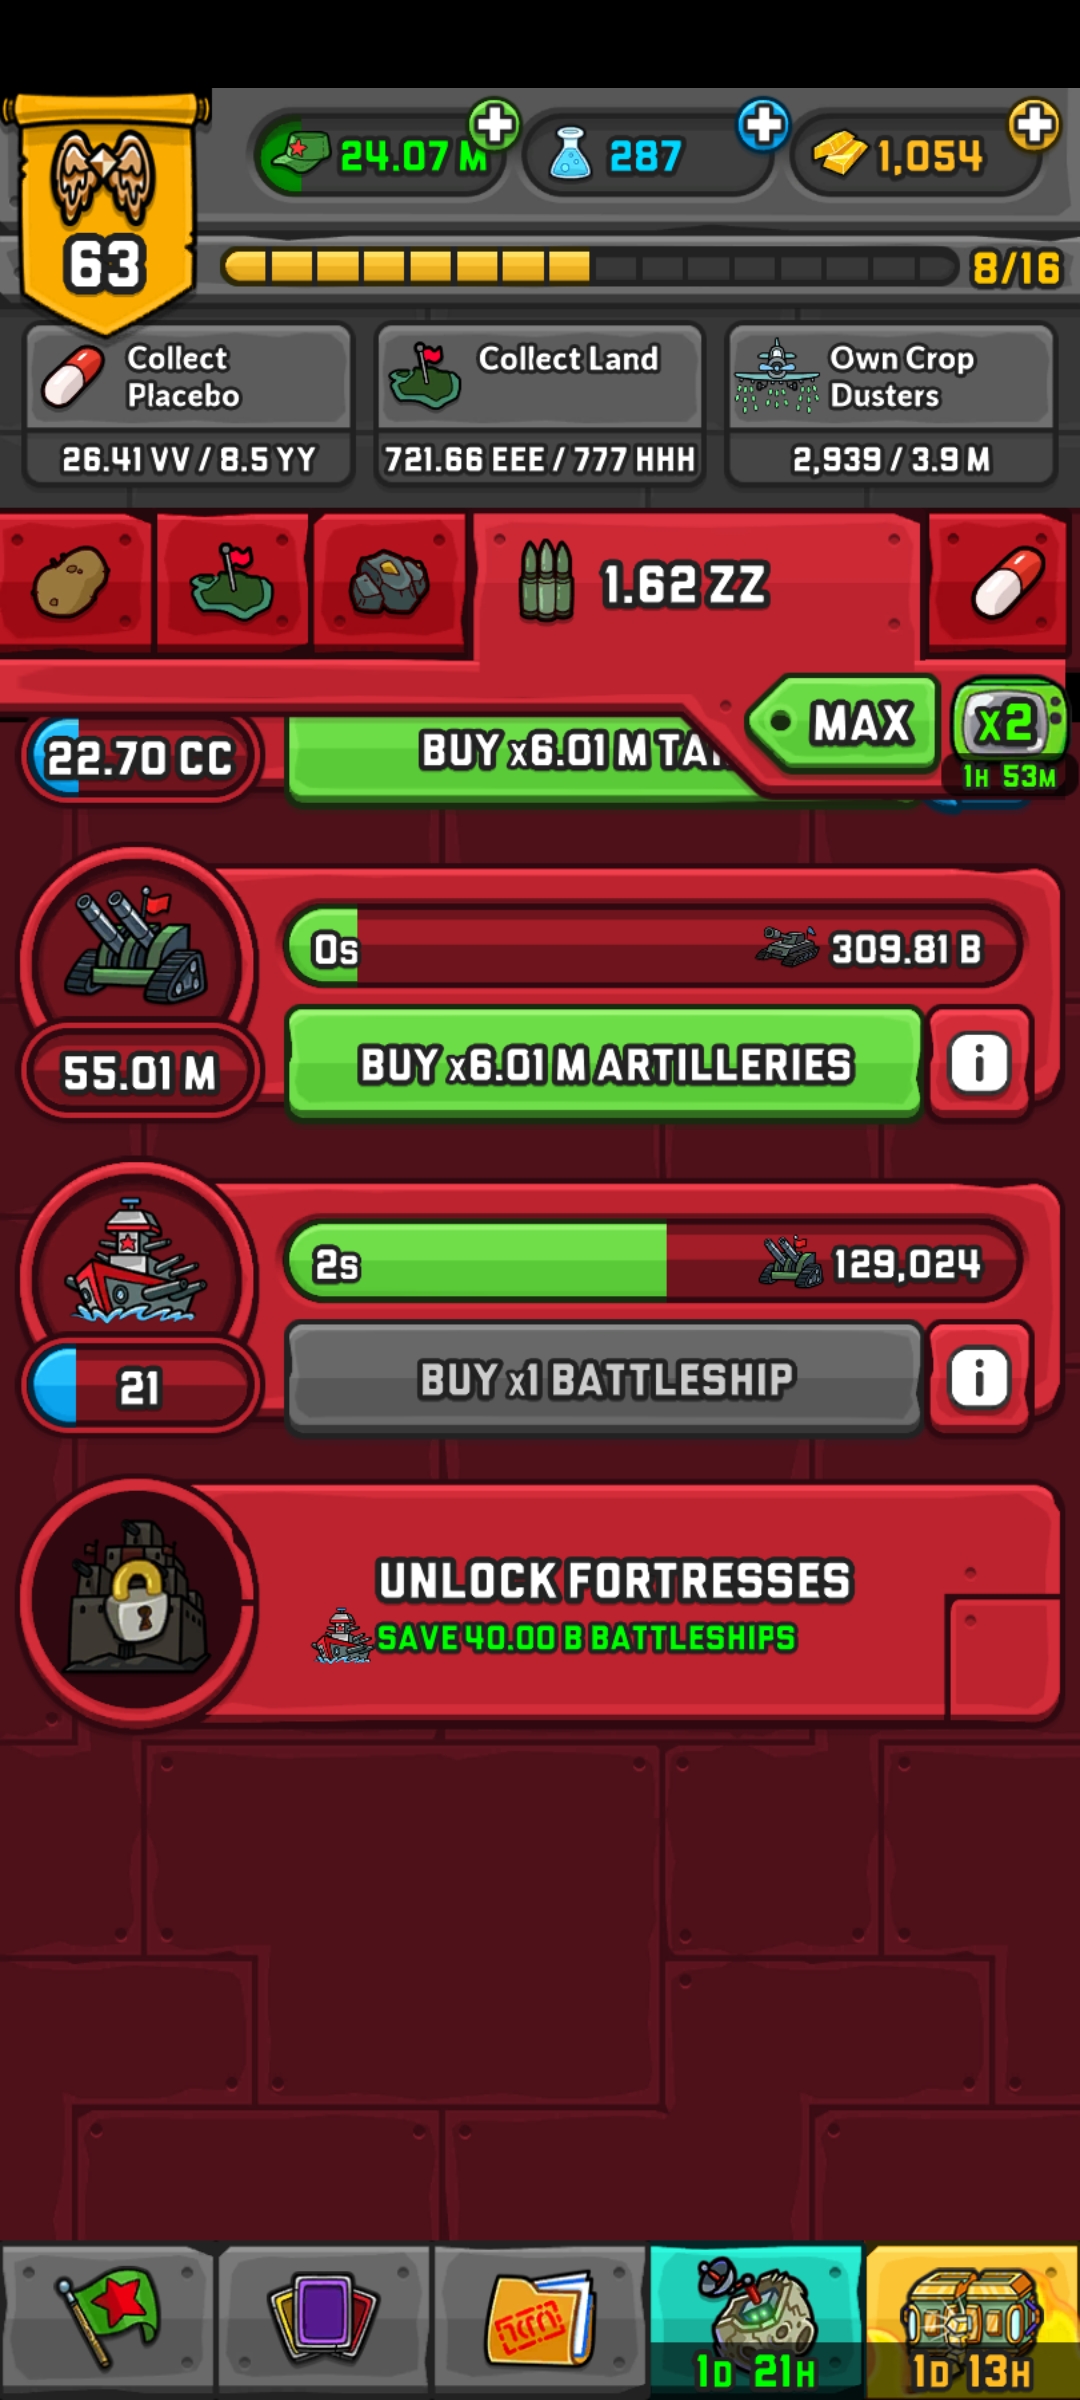 24.07 M
287
1,054
63
8/16
Collect
Placebo
26.41 VV / 8.5 YY
Collect Land
721.66 EEE / 777 HHH
Own Crop
Dusters
2,939 / 3.9 M
1.62 ZZ
MAX
x2
1H 53M
22.70 CC
BUY x6.01 M
0s
309.81 B
55.01 M
BUY x6.01 M ARTILLERIES
i
2s
129,024
21
BUY x1 BATTLESHIP
i
UNLOCK FORTRESSES
SAVE 40.00 B BATTLESHIPS
1D 21H
1D 13H